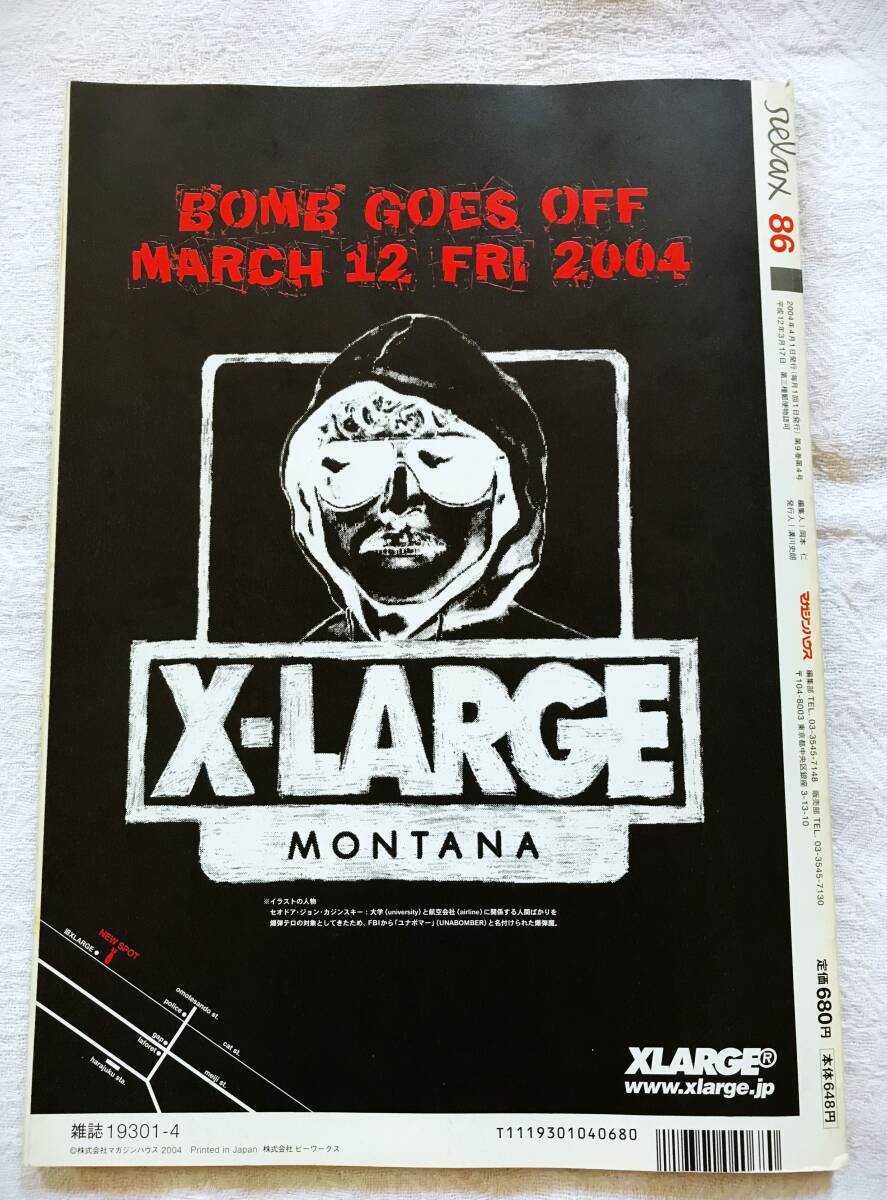 BOMB GOES OFF
MARCH 12 FRI 2004
X-LARGE
MONTANA
※イラストの人物
セオドア・ジョン・カジンスキー：大学（university）と航空会社（airline）に関係する人間ばかりを
爆弾テロの対象としてきたため、FBIから「ユナボマー」（UNABOMBER）と名付けられた爆弾魔。
旧XLARGE
NEW SPOT
omotesando st.
police
gap
laforet
cat st.
meiji st.
harajuku sta.
XLARGE®
www.xlarge.jp
雑誌19301-4
©株式会社マガジンハウス 2004 Printed in Japan 株式会社 ビーワークス
T1119301040680
relax 86
2004年4月1日発行（毎月1回1日発行）第9巻第4号
平成12年3月17日 第三種郵便物認可
編集人｜岡本 仁
発行人｜溝川史朗
マガジンハウス
編集部 TEL. 03-3545-7148 販売部 TEL. 03-3545-7130
〒104-8003 東京都中央区銀座 3-13-10
定価680円
本体648円